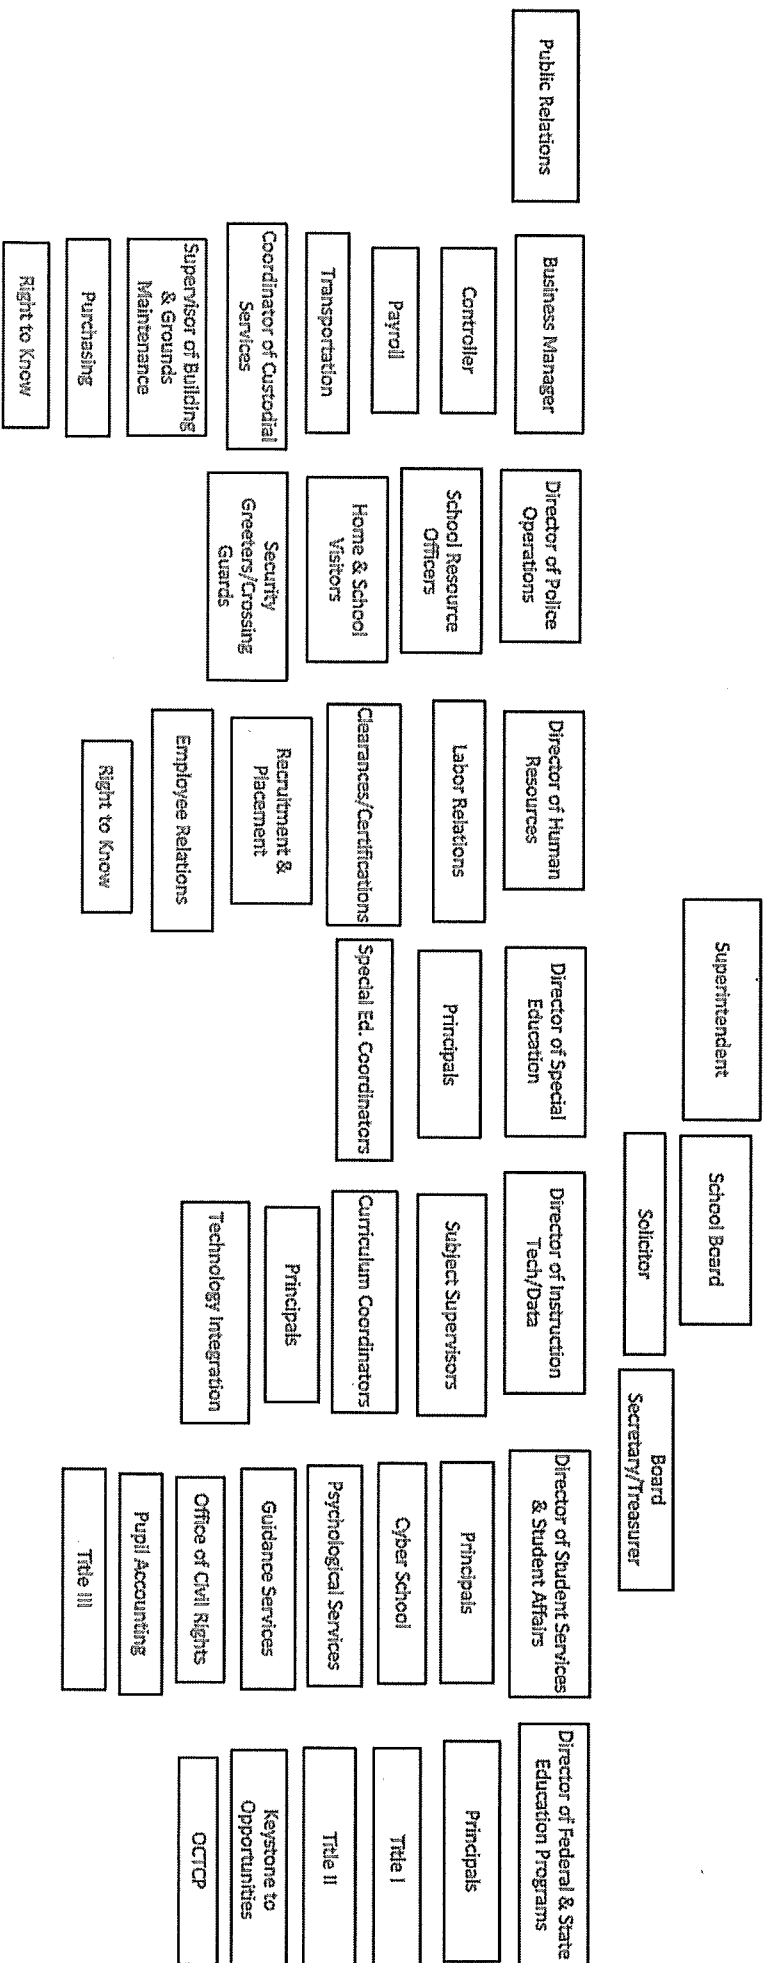 Superintendent
School Board
Solicitor
Board
Secretary/Treasurer
Public Relations
Business Manager
Controller
Payroll
Transportation
Coordinator of Custodial
Services
Supervisor of Building
& Grounds
Maintenance
Purchasing
Right to Know
Director of Police
Operations
School Resource
Officers
Home & School
Visitors
Security
Greeters/Crossing
Guards
Director of Human
Resources
Labor Relations
Clearances/Certifications
Recruitment &
Placement
Employee Relations
Right to Know
Director of Special
Education
Principals
Special Ed. Coordinators
Director of Instruction
Tech/Data
Subject Supervisors
Curriculum Coordinators
Principals
Technology Integration
Director of Student Services
& Student Affairs
Principals
Cyber School
Psychological Services
Guidance Services
Office of Civil Rights
Pupil Accounting
Title III
Director of Federal & State
Education Programs
Principals
Title I
Title II
Keystone to
Opportunities
OCTCP